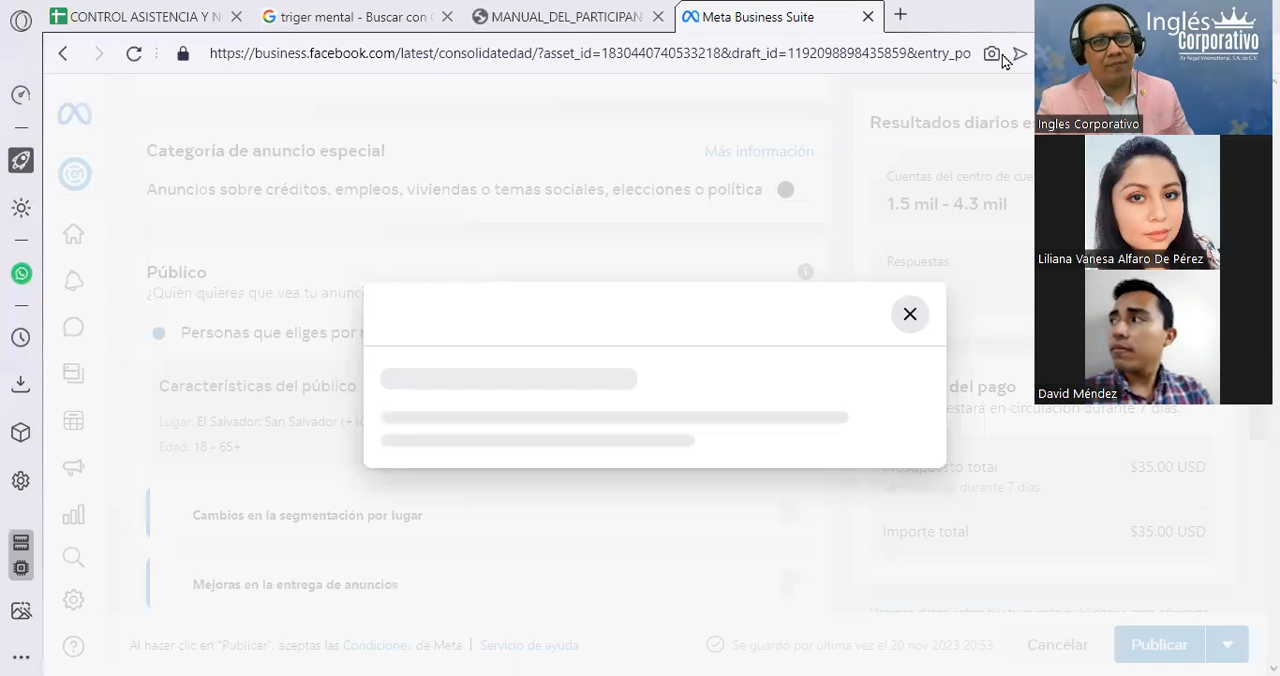 CONTROL ASISTENCIA Y N
triger mental - Buscar con
MANUAL_DEL_PARTICIPAN
Meta Business Suite
https://business.facebook.com/latest/consolidatedad/?asset_id=1830440740533218&draft_id=1192098898435859&entry_po
Inglés
Corporativo
By Regal International, S.A. de C.V.
Ingles Corporativo
Liliana Vanesa Alfaro De Pérez
David Méndez
Categoría de anuncio especial
Más información
Anuncios sobre créditos, empleos, viviendas o temas sociales, elecciones o política
Público
¿Quién quieres que vea tu anunc
Personas que eliges por
Características del público
Lugar: El Salvador: San Salvador
Edad: 18 - 65+
Cambios en la segmentación por lugar
Mejoras en la entrega de anuncios
Resultados diarios es
Cuentas del centro de cue
1.5 mil - 4.3 mil
Respuestas
del pago
estará en circulación durante 7 días.
Presupuesto total
$35.00 USD
durante 7 días.
Importe total
$35.00 USD
Al hacer clic en "Publicar", aceptas las Condiciones de Meta
Servicio de ayuda
Se guardó por última vez el 20 nov 2023 20:53
Cancelar
Publicar